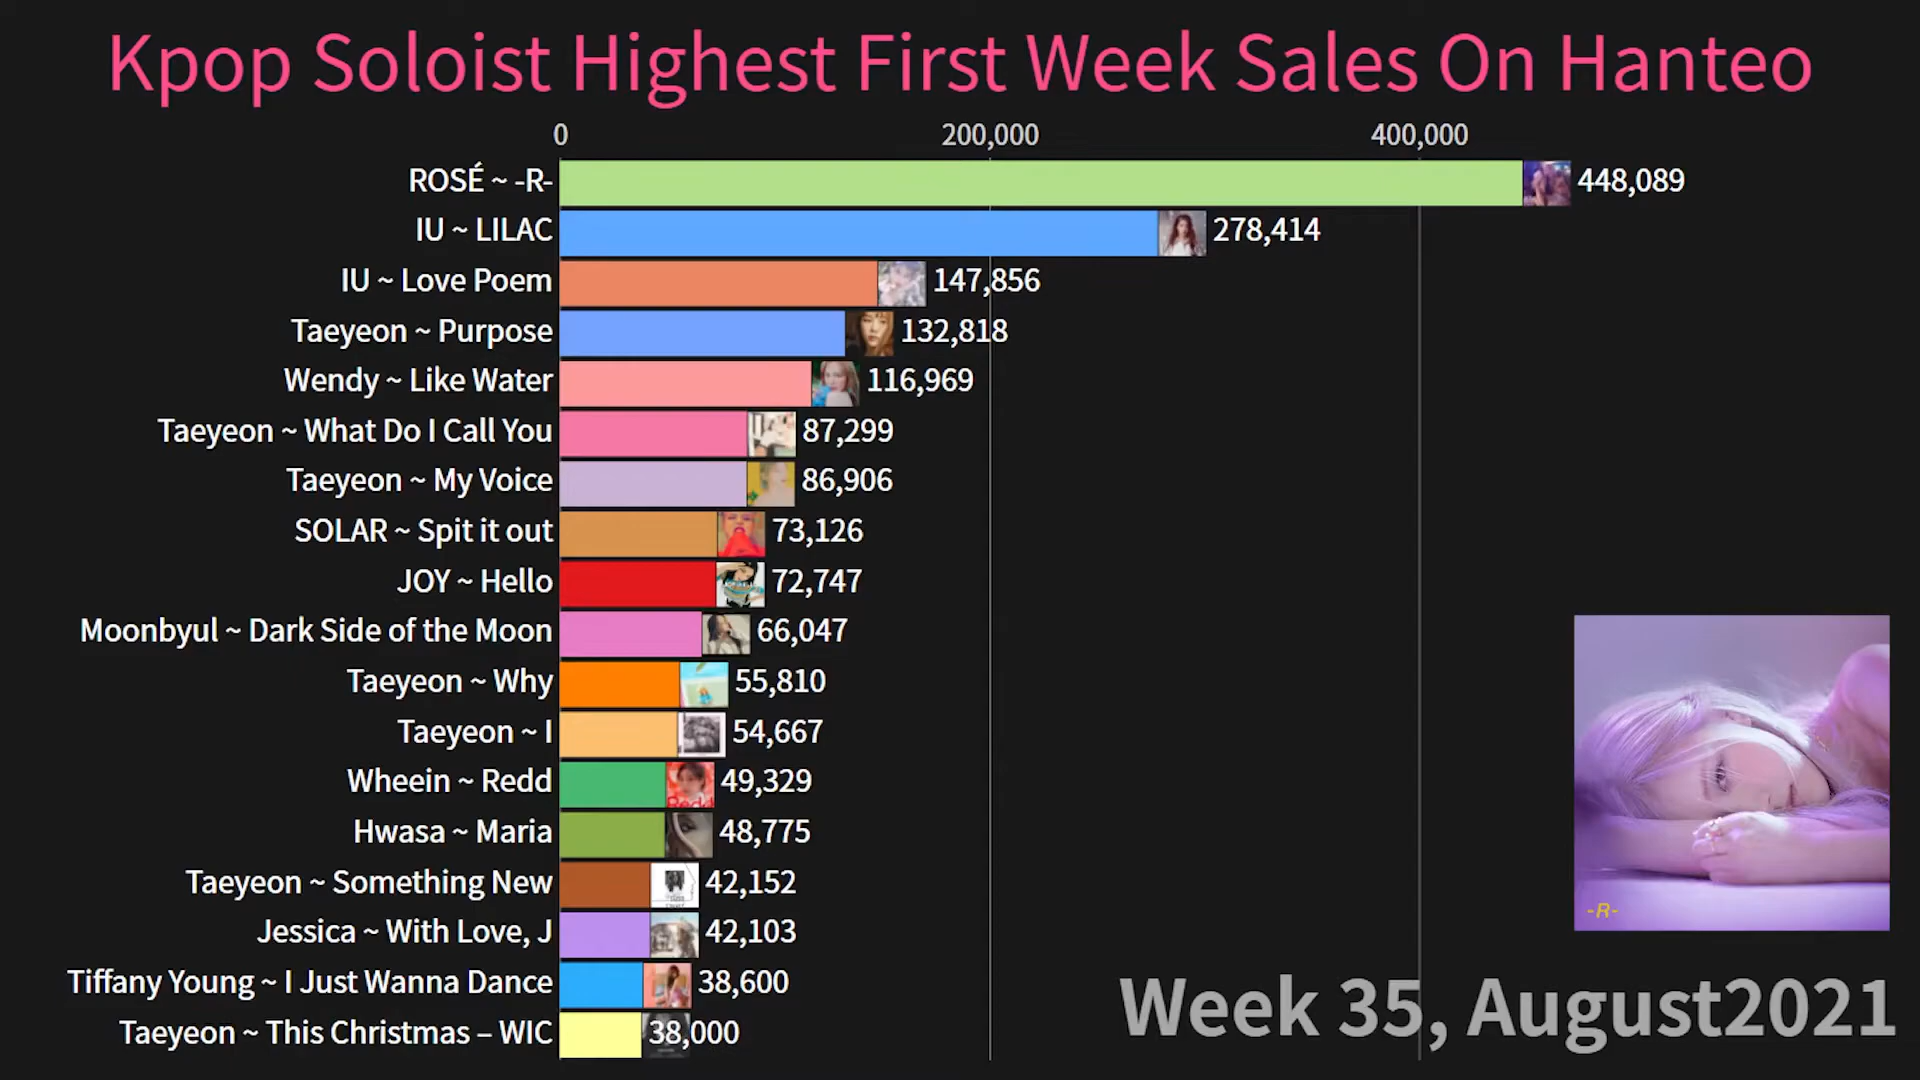 Kpop Soloist Highest First Week Sales On Hanteo
0 200,000 400,000
ROSÉ ~ -R- 448,089
IU ~ LILAC 278,414
IU ~ Love Poem 147,856
Taeyeon ~ Purpose 132,818
Wendy ~ Like Water 116,969
Taeyeon ~ What Do I Call You 87,299
Taeyeon ~ My Voice 86,906
SOLAR ~ Spit it out 73,126
JOY ~ Hello 72,747
Moonbyul ~ Dark Side of the Moon 66,047
Taeyeon ~ Why 55,810
Taeyeon ~ I 54,667
Wheein ~ Redd 49,329
Hwasa ~ Maria 48,775
Taeyeon ~ Something New 42,152
Jessica ~ With Love, J 42,103
Tiffany Young ~ I Just Wanna Dance 38,600
Taeyeon ~ This Christmas – WIC 38,000
-R-
Week 35, August2021